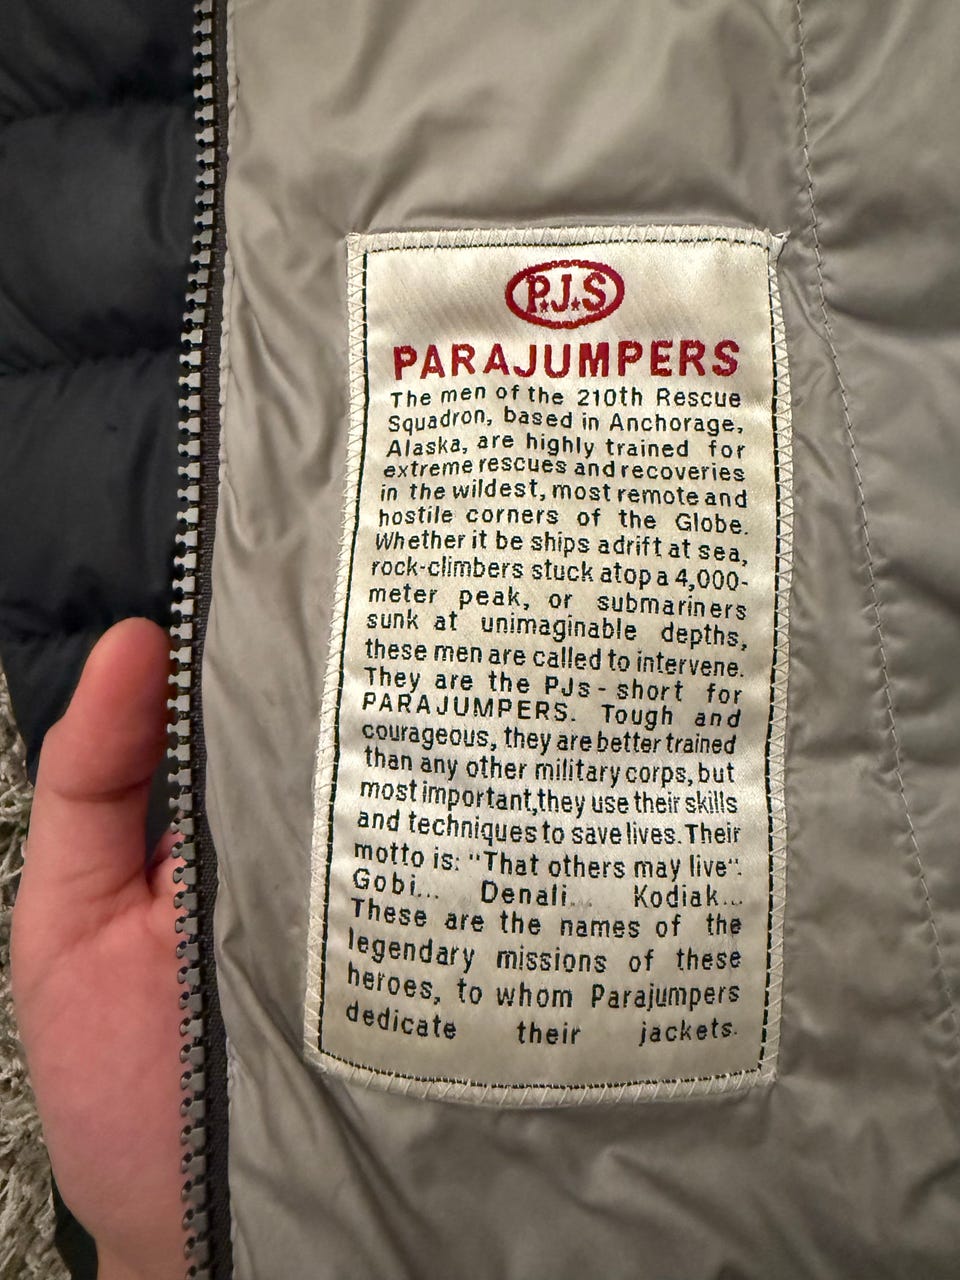 P.J.S
PARAJUMPERS
The men of the 210th Rescue
Squadron, based in Anchorage,
Alaska, are highly trained for
extreme rescues and recoveries
in the wildest, most remote and
hostile corners of the Globe.
Whether it be ships adrift at sea,
rock-climbers stuck atop a 4,000-
meter peak, or submariners
sunk at unimaginable depths,
these men are called to intervene.
They are the PJs - short for
PARAJUMPERS. Tough and
courageous, they are better trained
than any other military corps, but
most important,they use their skills
and techniques to save lives. Their
motto is: "That others may live".
Gobi... Denali... Kodiak...
These are the names of the
legendary missions of these
heroes, to whom Parajumpers
dedicate their jackets.